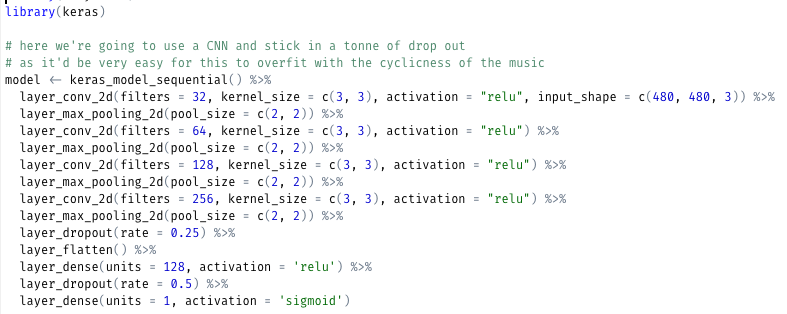 library(keras)
# here we're going to use a CNN and stick in a tonne of drop out
# as it'd be very easy for this to overfit with the cyclicness of the music
model ← keras_model_sequential() %>%
  layer_conv_2d(filters = 32, kernel_size = c(3, 3), activation = "relu", input_shape = c(480, 480, 3)) %>%
  layer_max_pooling_2d(pool_size = c(2, 2)) %>%
  layer_conv_2d(filters = 64, kernel_size = c(3, 3), activation = "relu") %>%
  layer_max_pooling_2d(pool_size = c(2, 2)) %>%
  layer_conv_2d(filters = 128, kernel_size = c(3, 3), activation = "relu") %>%
  layer_max_pooling_2d(pool_size = c(2, 2)) %>%
  layer_conv_2d(filters = 256, kernel_size = c(3, 3), activation = "relu") %>%
  layer_max_pooling_2d(pool_size = c(2, 2)) %>%
  layer_dropout(rate = 0.25) %>%
  layer_flatten() %>%
  layer_dense(units = 128, activation = 'relu') %>%
  layer_dropout(rate = 0.5) %>%
  layer_dense(units = 1, activation = 'sigmoid')